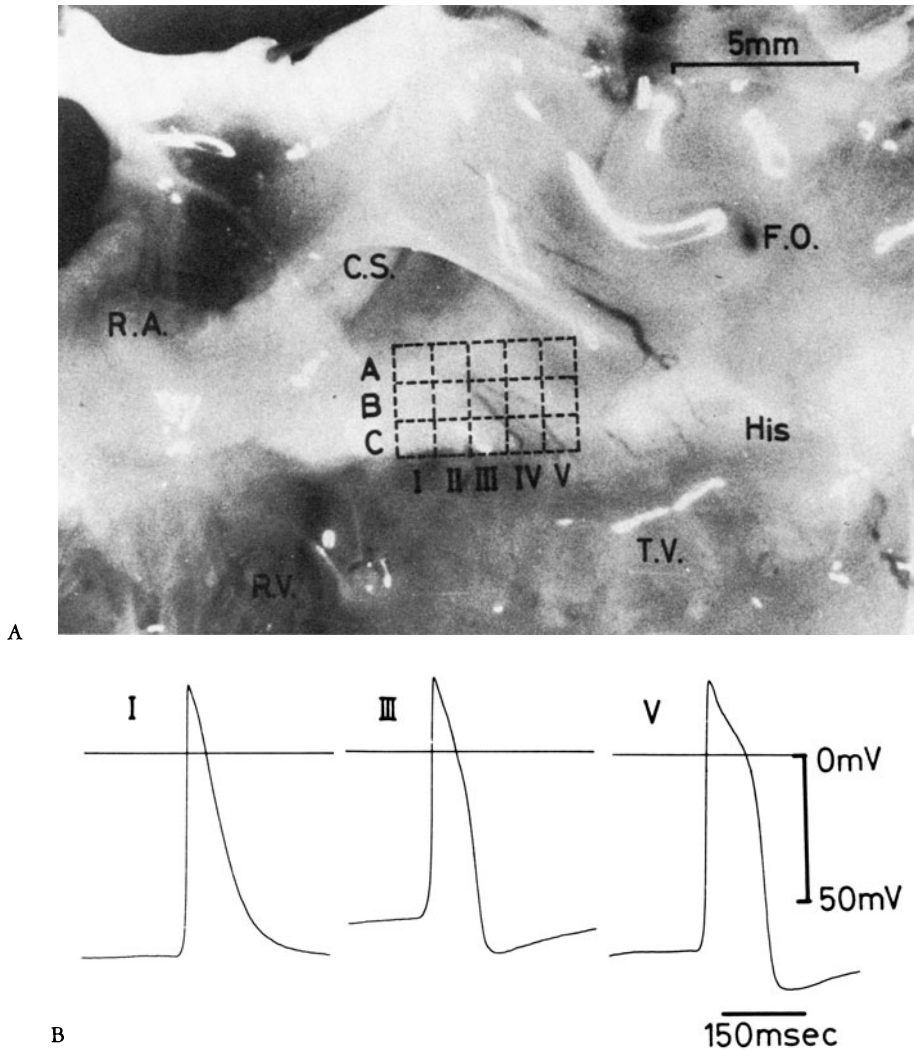 5mm
F.O.
C.S.
R.A.
A
B
C
His
I II III IV V
T.V.
R.V.
A
I
III
V
0mV
50mV
150msec
B